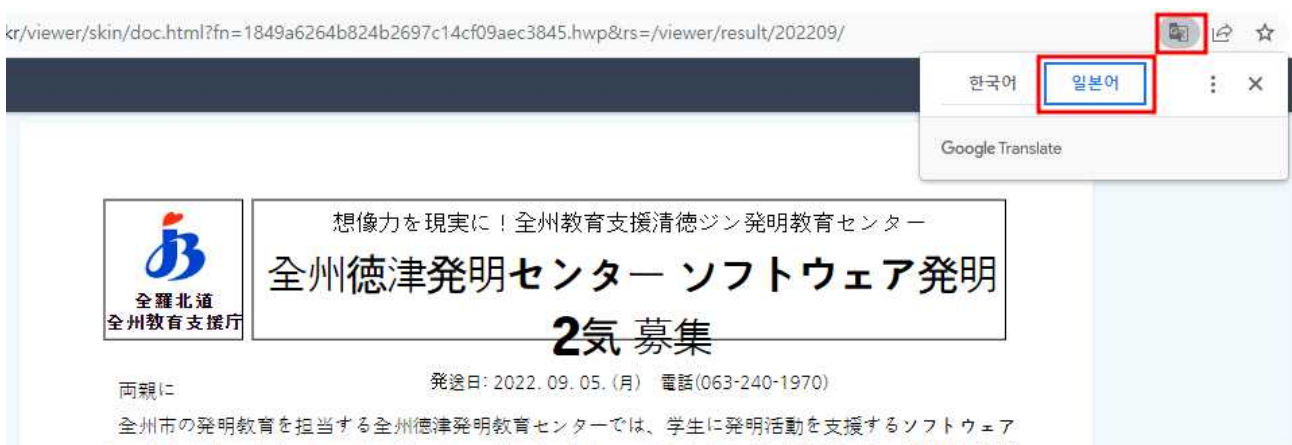 kr/viewer/skin/doc.html?fn=1849a6264b824b2697c14cf09aec3845.hwp&rs=/viewer/result/202209/
한국어 일본어
Google Translate
想像力を現実に！全州教育支援清徳ジン発明教育センター
全州徳津発明センター ソフトウェア発明
2気 募集
全羅北道
全州教育支援庁
発送日: 2022. 09. 05. (月) 電話(063-240-1970)
両親に
全州市の発明教育を担当する全州徳津発明教育センターでは、学生に発明活動を支援するソフトウェア